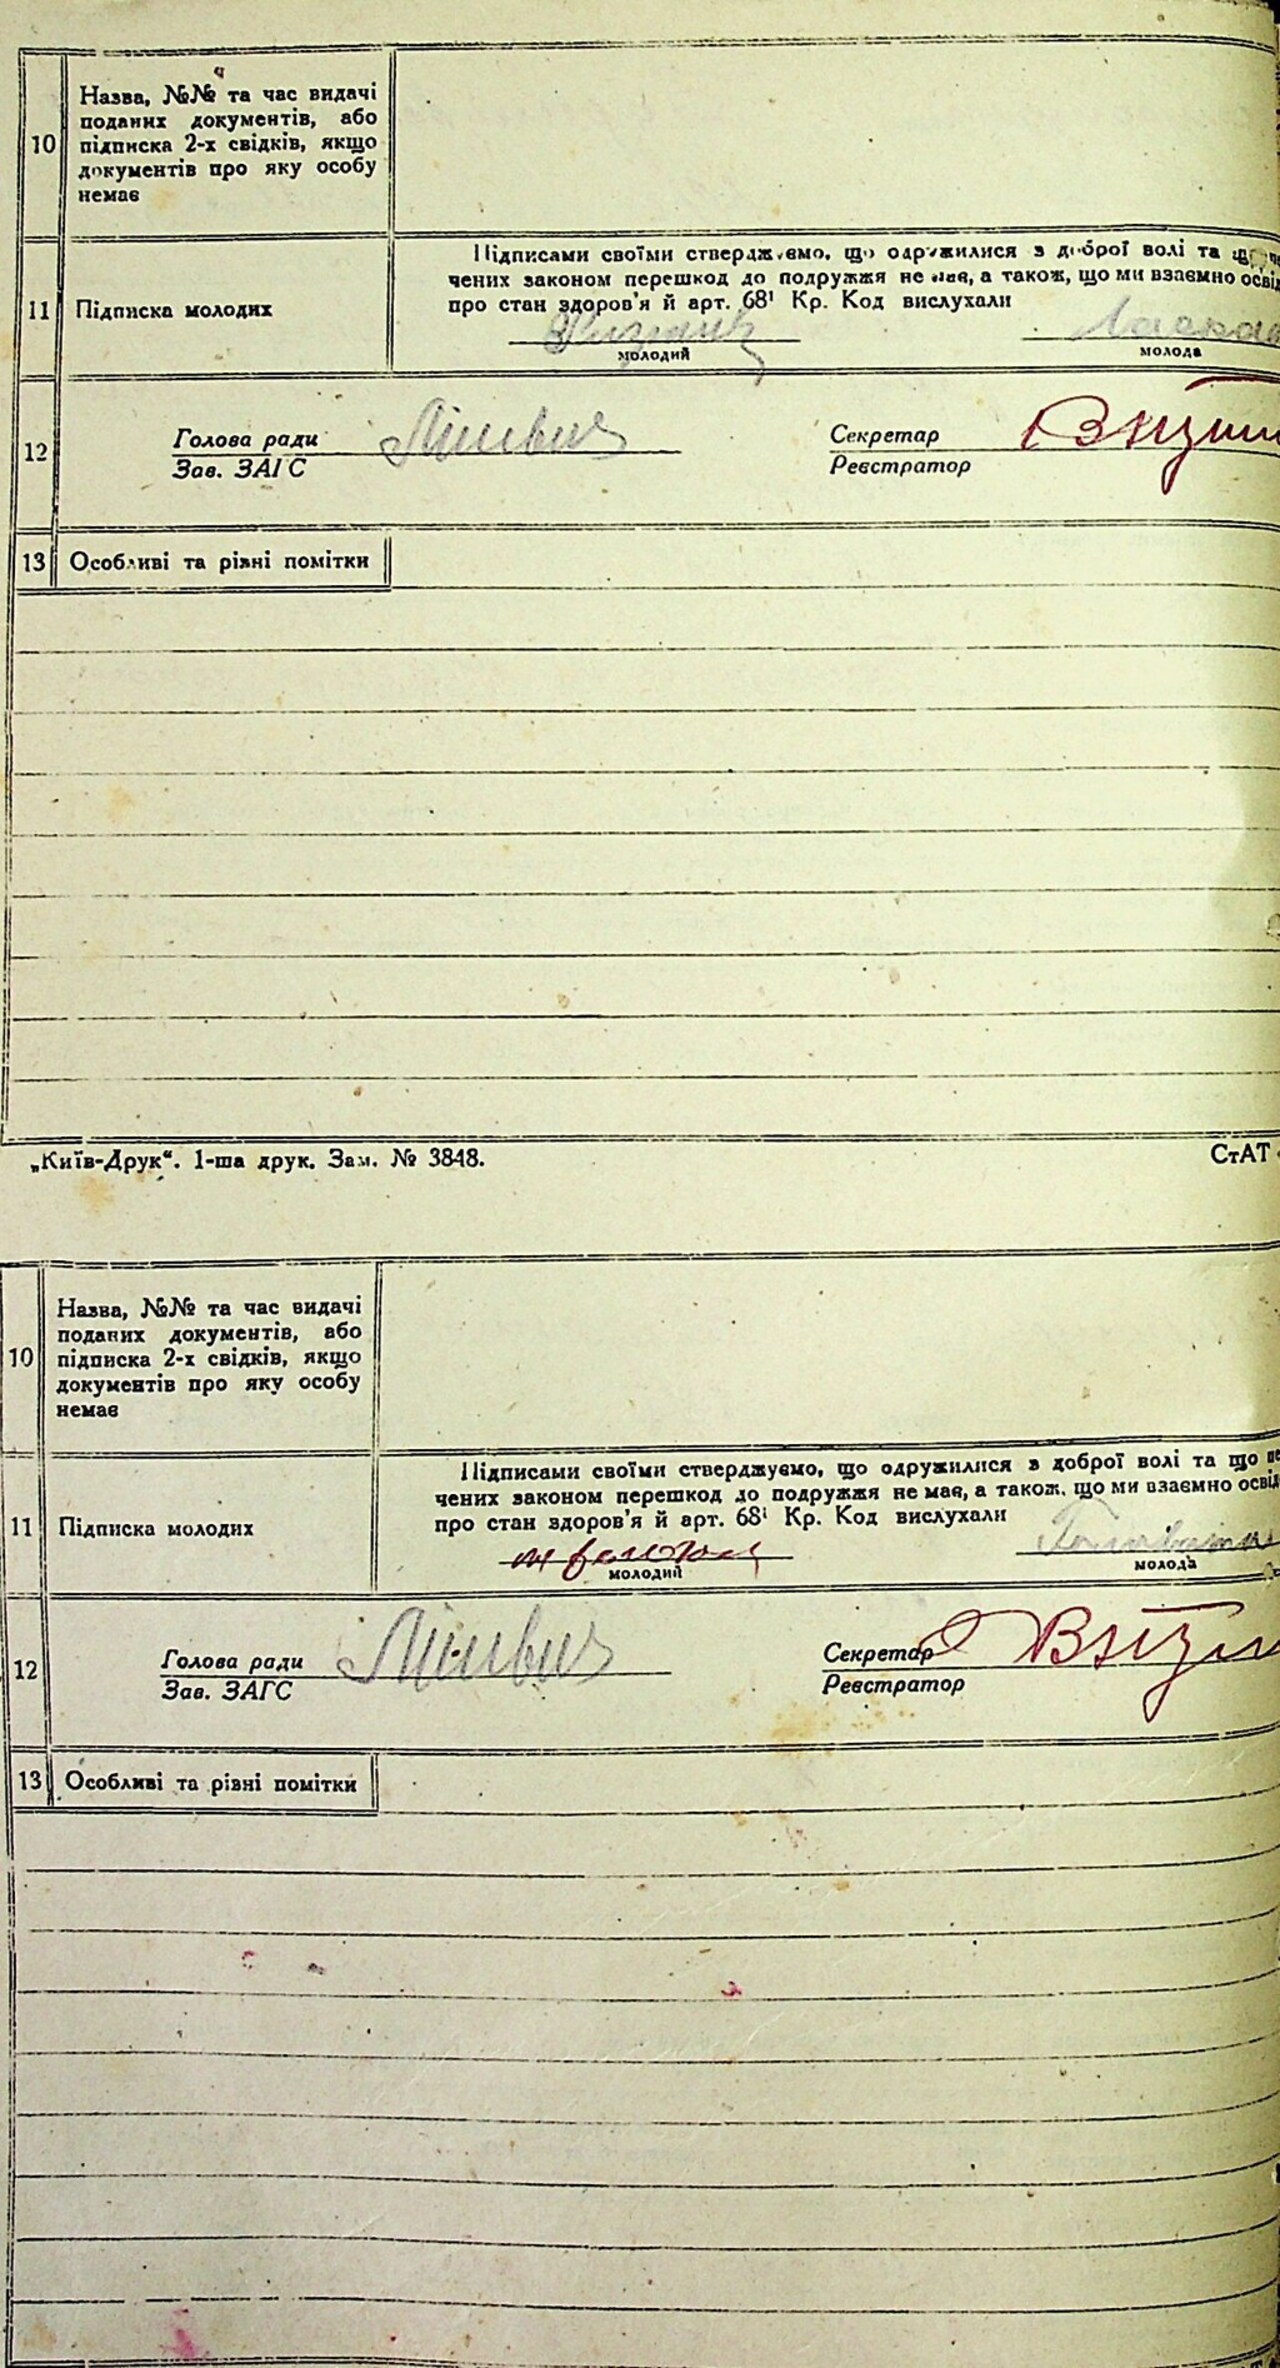 10
Назва, №№ та час видачі
поданих документів, або
підписка 2-х свідків, якщо
документів про яку особу
немає
11
Підписка молодих
Підписами своїми стверджуємо, що одружилися з доброї волі та
чених законом перешкод до подружжя не має, а також, що ми взаємно освід
про стан здоров'я й арт. 68¹ Кр. Код вислухали
молодий
молода
12
Голова ради
Зав. ЗАГС
Секретар
Реєстратор
13
Особливі та рівні помітки
„Київ-Друк“. 1-ша друк. Зам. № 3848.
СтАТ
10
Назва, №№ та час видачі
поданих документів, або
підписка 2-х свідків, якщо
документів про яку особу
немає
11
Підписка молодих
Підписами своїми стверджуємо, що одружилися з доброї волі та що пе
чених законом перешкод до подружжя не має, а також, що ми взаємно освід
про стан здоров'я й арт. 68¹ Кр. Код вислухали
молодий
молода
12
Голова ради
Зав. ЗАГС
Секретар
Реєстратор
13
Особливі та рівні помітки